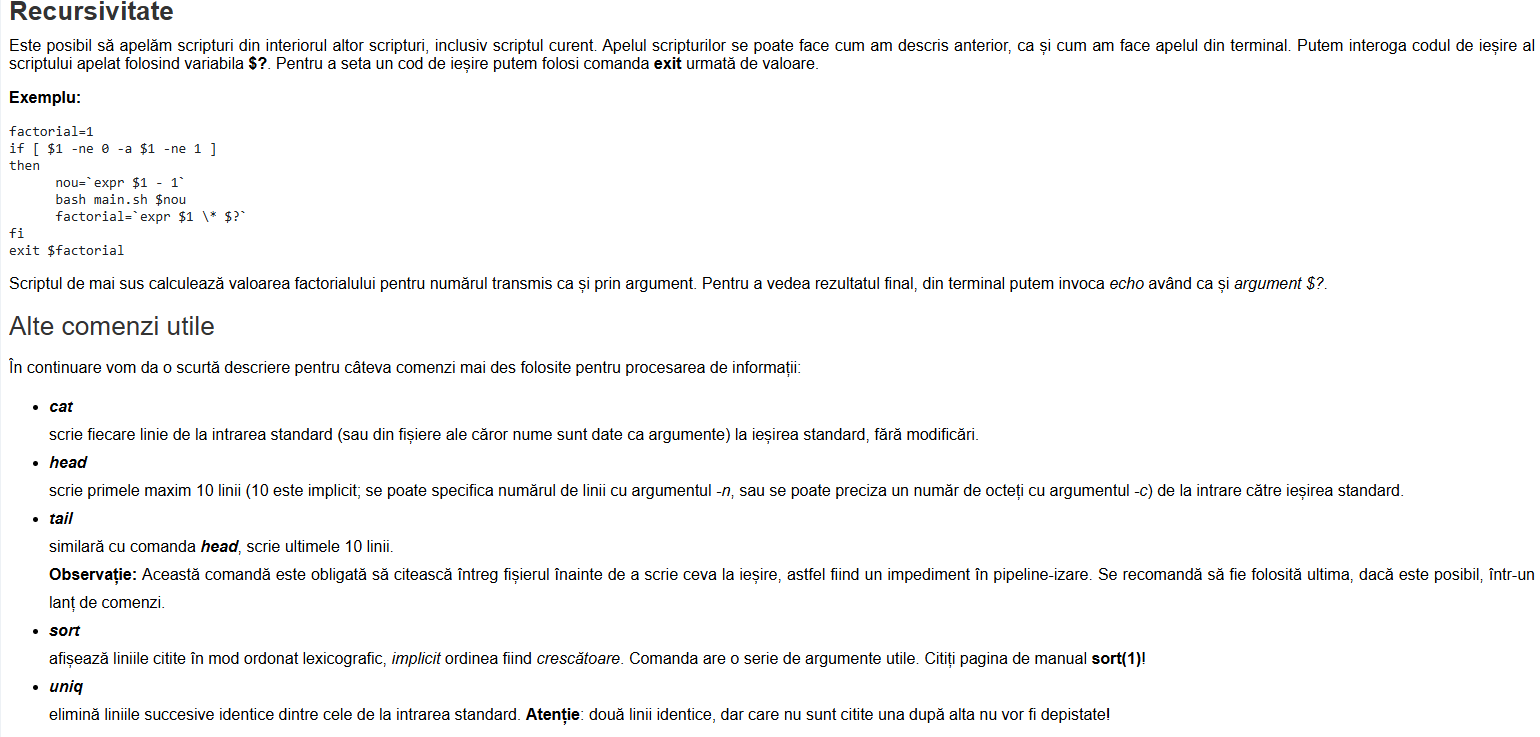 Recursivitate
Este posibil să apelăm scripturi din interiorul altor scripturi, inclusiv scriptul curent. Apelul scripturilor se poate face cum am descris anterior, ca și cum am face apelul din terminal. Putem interoga codul de ieșire al
scriptului apelat folosind variabila $?. Pentru a seta un cod de ieșire putem folosi comanda exit urmată de valoare.
Exemplu:
factorial=1
if [ $1 -ne 0 -a $1 -ne 1 ]
then
      nou=`expr $1 - 1`
      bash main.sh $nou
      factorial=`expr $1 \* $?`
fi
exit $factorial
Scriptul de mai sus calculează valoarea factorialului pentru numărul transmis ca și prin argument. Pentru a vedea rezultatul final, din terminal putem invoca echo având ca și argument $?.
Alte comenzi utile
În continuare vom da o scurtă descriere pentru câteva comenzi mai des folosite pentru procesarea de informații:
• cat
scrie fiecare linie de la intrarea standard (sau din fișiere ale căror nume sunt date ca argumente) la ieșirea standard, fără modificări.
• head
scrie primele maxim 10 linii (10 este implicit; se poate specifica numărul de linii cu argumentul -n, sau se poate preciza un număr de octeți cu argumentul -c) de la intrare către ieșirea standard.
• tail
similară cu comanda head, scrie ultimele 10 linii.
Observație: Această comandă este obligată să citească întreg fișierul înainte de a scrie ceva la ieșire, astfel fiind un impediment în pipeline-izare. Se recomandă să fie folosită ultima, dacă este posibil, într-un
lanț de comenzi.
• sort
afișează liniile citite în mod ordonat lexicografic, implicit ordinea fiind crescătoare. Comanda are o serie de argumente utile. Citiți pagina de manual sort(1)!
• uniq
elimină liniile succesive identice dintre cele de la intrarea standard. Atenție: două linii identice, dar care nu sunt citite una după alta nu vor fi depistate!